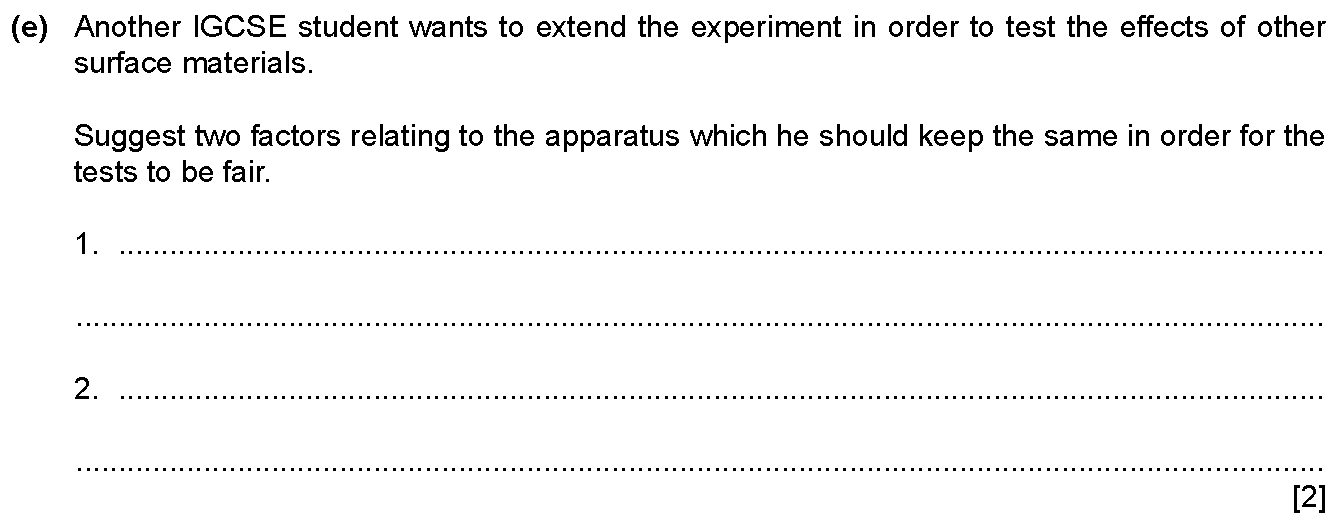 (e) Another IGCSE student wants to extend the experiment in order to test the effects of other
surface materials.
Suggest two factors relating to the apparatus which he should keep the same in order for the
tests to be fair.
1. ..........................................................................................................................................
..........................................................................................................................................
2. ..........................................................................................................................................
..........................................................................................................................................
[2]